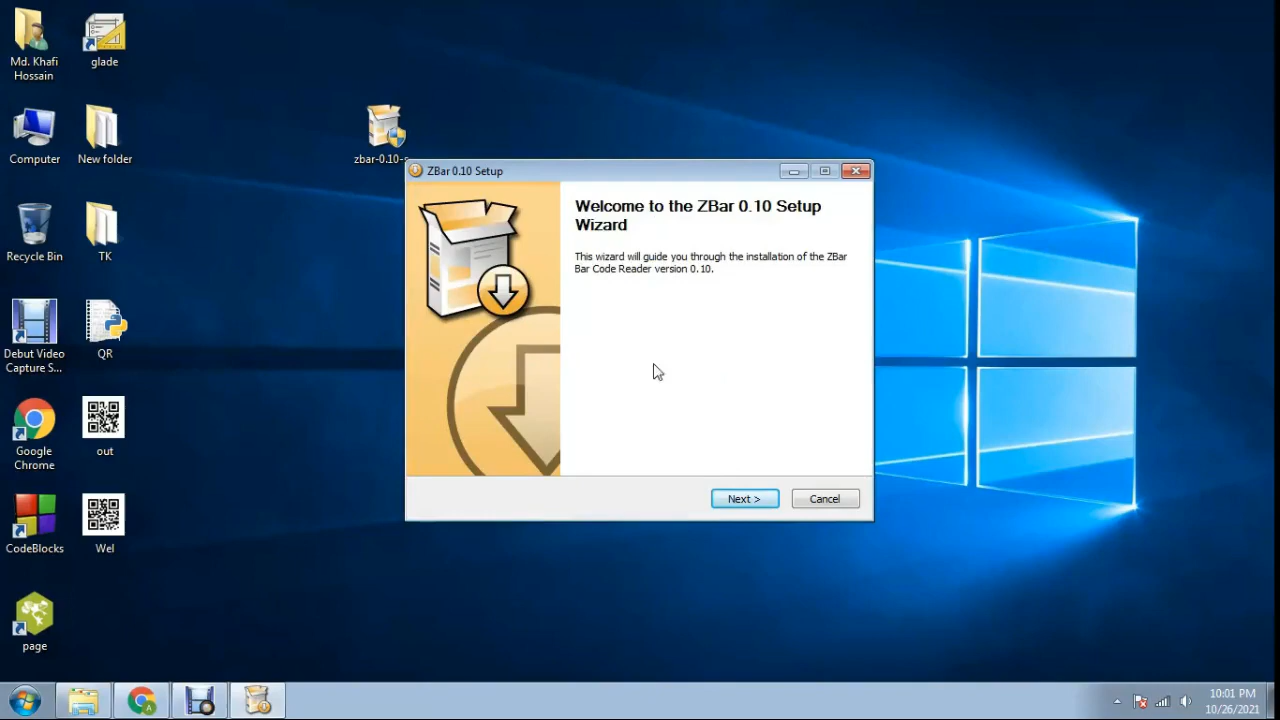 Md. Khafi
Hossain
glade
Computer
New folder
zbar-0.10-
Recycle Bin
TK
Debut Video
Capture S...
QR
Google
Chrome
out
CodeBlocks
Wel
page
ZBar 0.10 Setup
Welcome to the ZBar 0.10 Setup
Wizard
This wizard will guide you through the installation of the ZBar
Bar Code Reader version 0.10.
Next >
Cancel
10:01 PM
10/26/2021